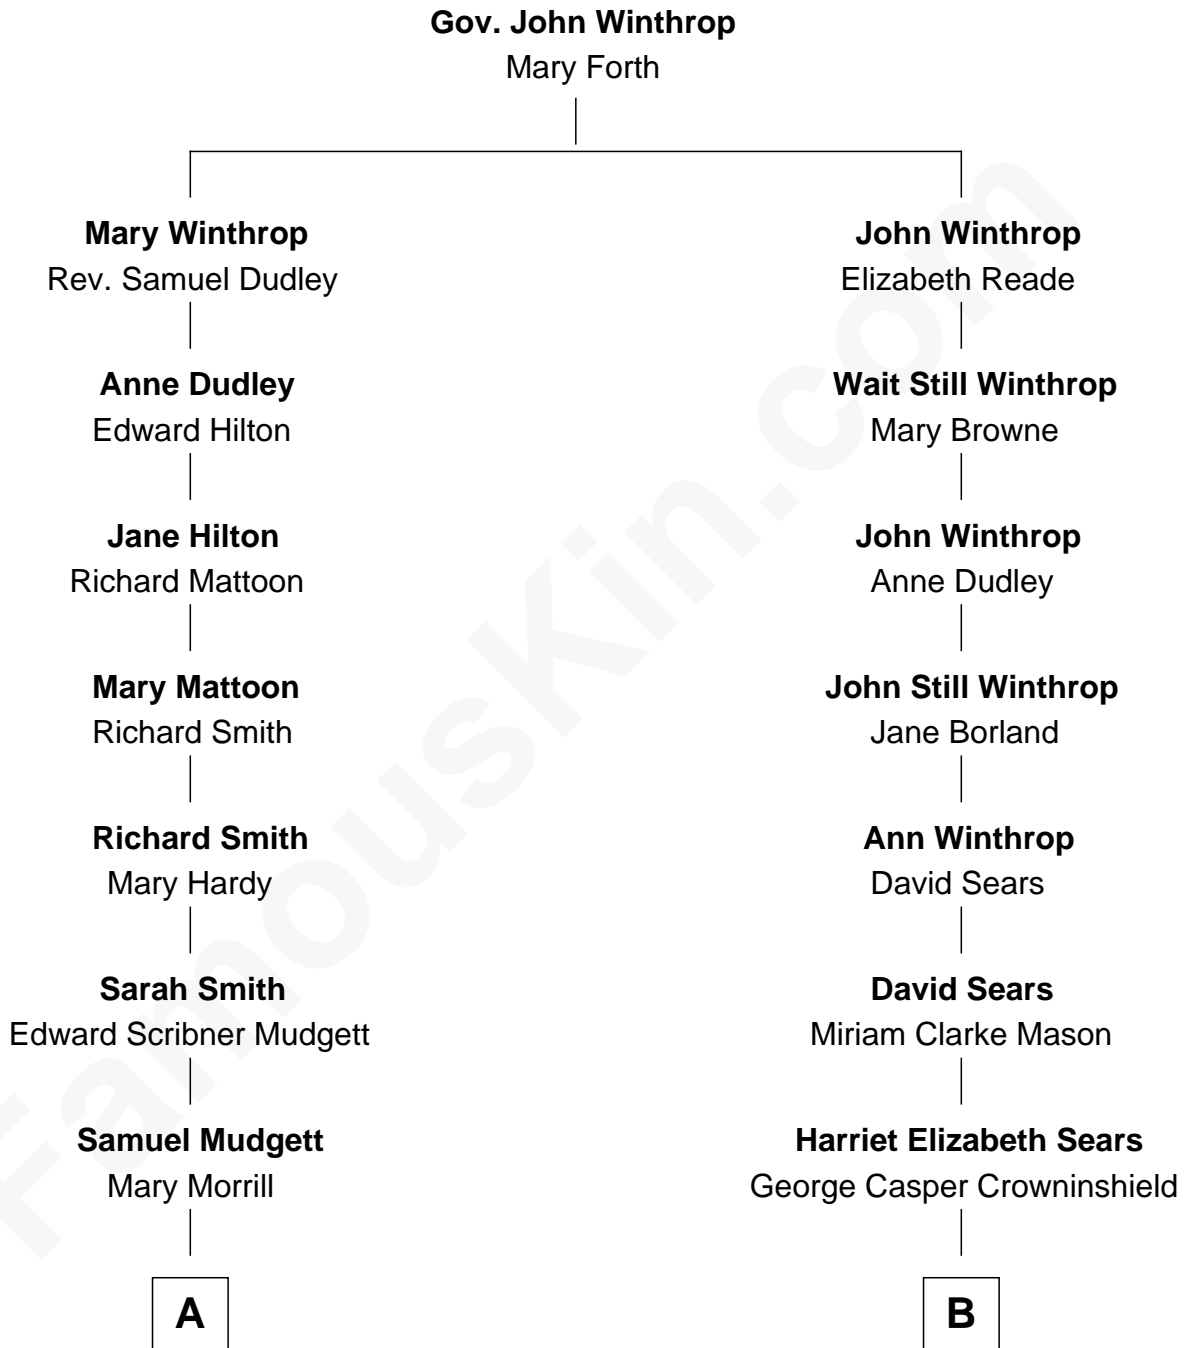 Gov. John Winthrop
Mary Forth
Mary Winthrop
Rev. Samuel Dudley
John Winthrop
Elizabeth Reade
Anne Dudley
Edward Hilton
Wait Still Winthrop
Mary Browne
Jane Hilton
Richard Mattoon
John Winthrop
Anne Dudley
Mary Mattoon
Richard Smith
John Still Winthrop
Jane Borland
Richard Smith
Mary Hardy
Ann Winthrop
David Sears
Sarah Smith
Edward Scribner Mudgett
David Sears
Miriam Clarke Mason
Samuel Mudgett
Mary Morrill
Harriet Elizabeth Sears
George Casper Crowninshield
A
B
FamousKin.com